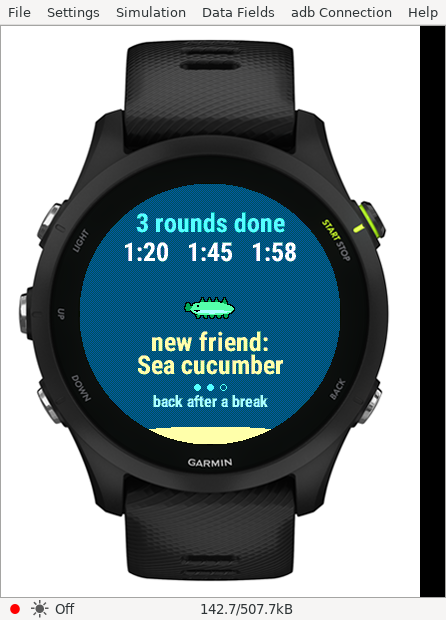 File Settings Simulation Data Fields adb Connection Help
3 rounds done
1:20 1:45 1:58
START STOP
LIGHT
UP
new friend:
Sea cucumber
DOWN
BACK
back after a break
GARMIN
Off 142.7/507.7kB